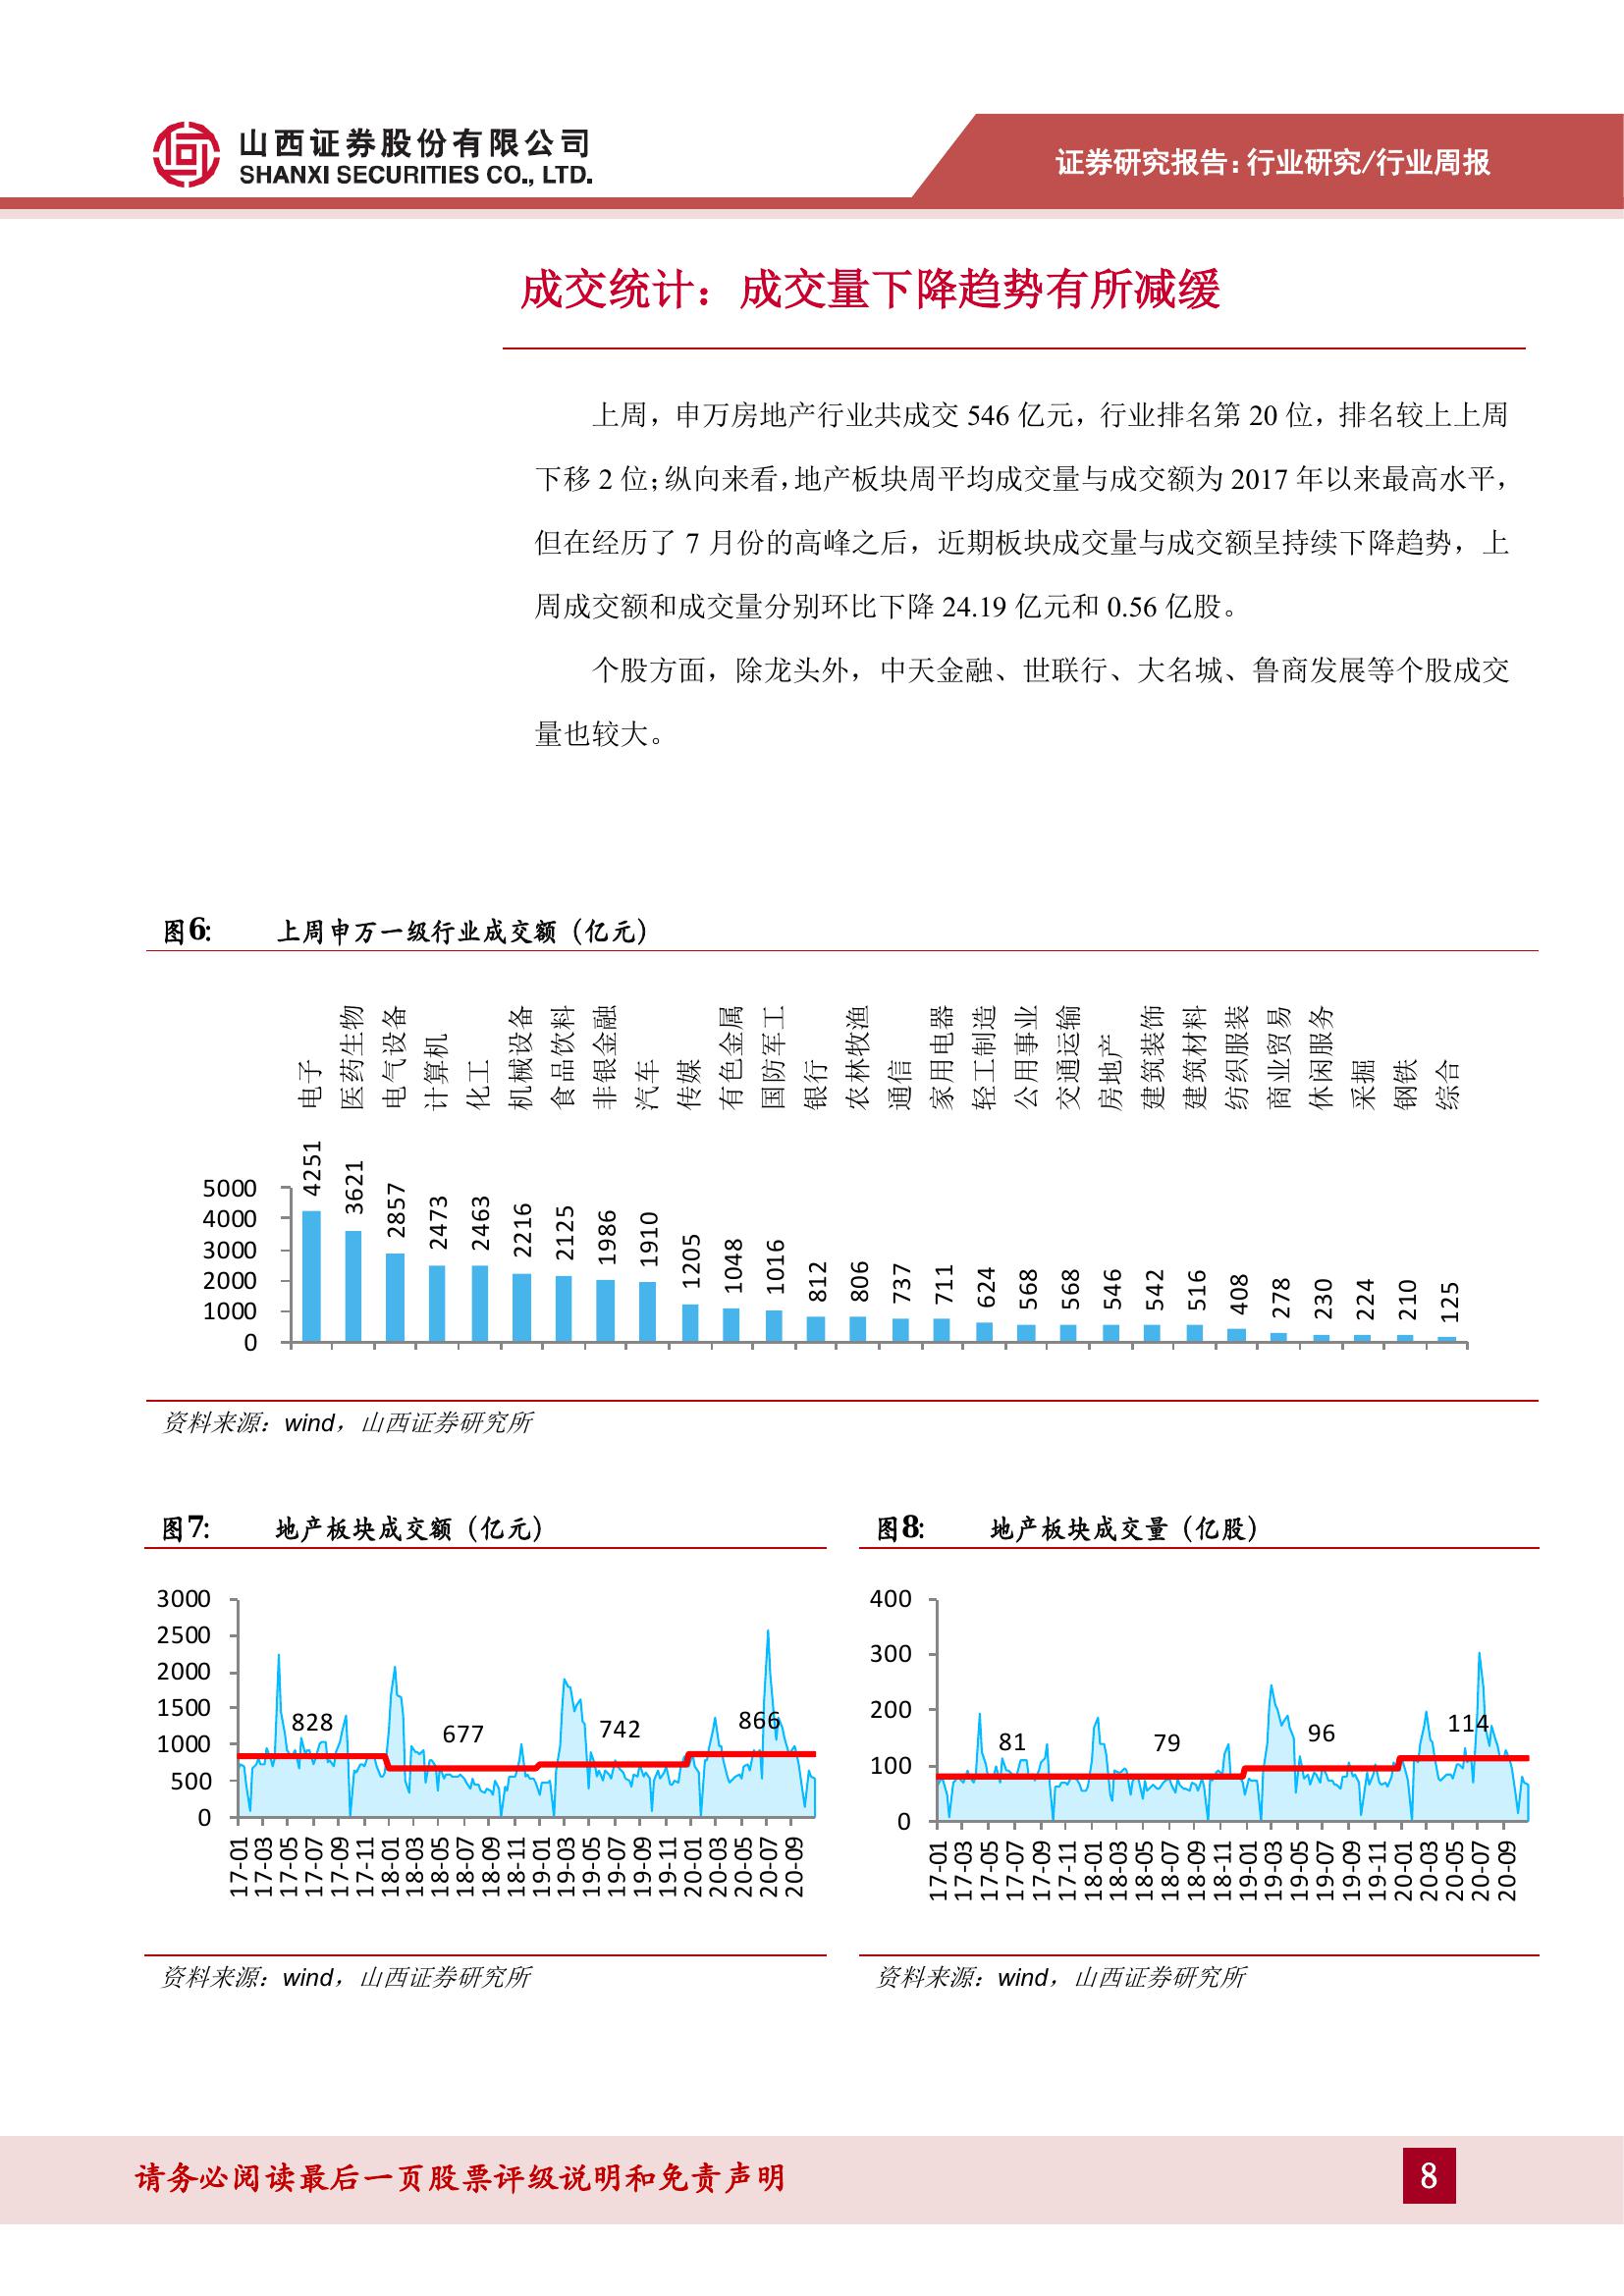 山西证券股份有限公司
SHANXI SECURITIES CO., LTD.
证券研究报告:行业研究/行业周报
成交统计：成交量下降趋势有所减缓
上周，申万房地产行业共成交 546 亿元，行业排名第 20 位，排名较上上周
下移 2 位；纵向来看，地产板块周平均成交量与成交额为 2017 年以来最高水平，
但在经历了 7 月份的高峰之后，近期板块成交量与成交额呈持续下降趋势，上
周成交额和成交量分别环比下降 24.19 亿元和 0.56 亿股。
个股方面，除龙头外，中天金融、世联行、大名城、鲁商发展等个股成交
量也较大。
图6: 上周申万一级行业成交额（亿元）
电子 医药生物 电气设备 计算机 化工 机械设备 食品饮料 非银金融 汽车 传媒 有色金属 国防军工 银行 农林牧渔 通信 家用电器 轻工制造 公用事业 交通运输 房地产 建筑装饰 建筑材料 纺织服装 商业贸易 休闲服务 采掘 钢铁 综合
4251 3621 2857 2473 2463 2216 2125 1986 1910 1205 1048 1016 812 806 737 711 624 568 568 546 542 516 408 278 230 224 210 125
5000
4000
3000
2000
1000
0
资料来源：wind，山西证券研究所
图7: 地产板块成交额（亿元）
3000
2500
2000
1500
1000
500
0
828 677 742 866
17-01 17-03 17-05 17-07 17-09 17-11 18-01 18-03 18-05 18-07 18-09 18-11 19-01 19-03 19-05 19-07 19-09 19-11 20-01 20-03 20-05 20-07 20-09
资料来源：wind，山西证券研究所
图8: 地产板块成交量（亿股）
400
300
200
100
0
81 79 96 114
17-01 17-03 17-05 17-07 17-09 17-11 18-01 18-03 18-05 18-07 18-09 18-11 19-01 19-03 19-05 19-07 19-09 19-11 20-01 20-03 20-05 20-07 20-09
资料来源：wind，山西证券研究所
请务必阅读最后一页股票评级说明和免责声明
8